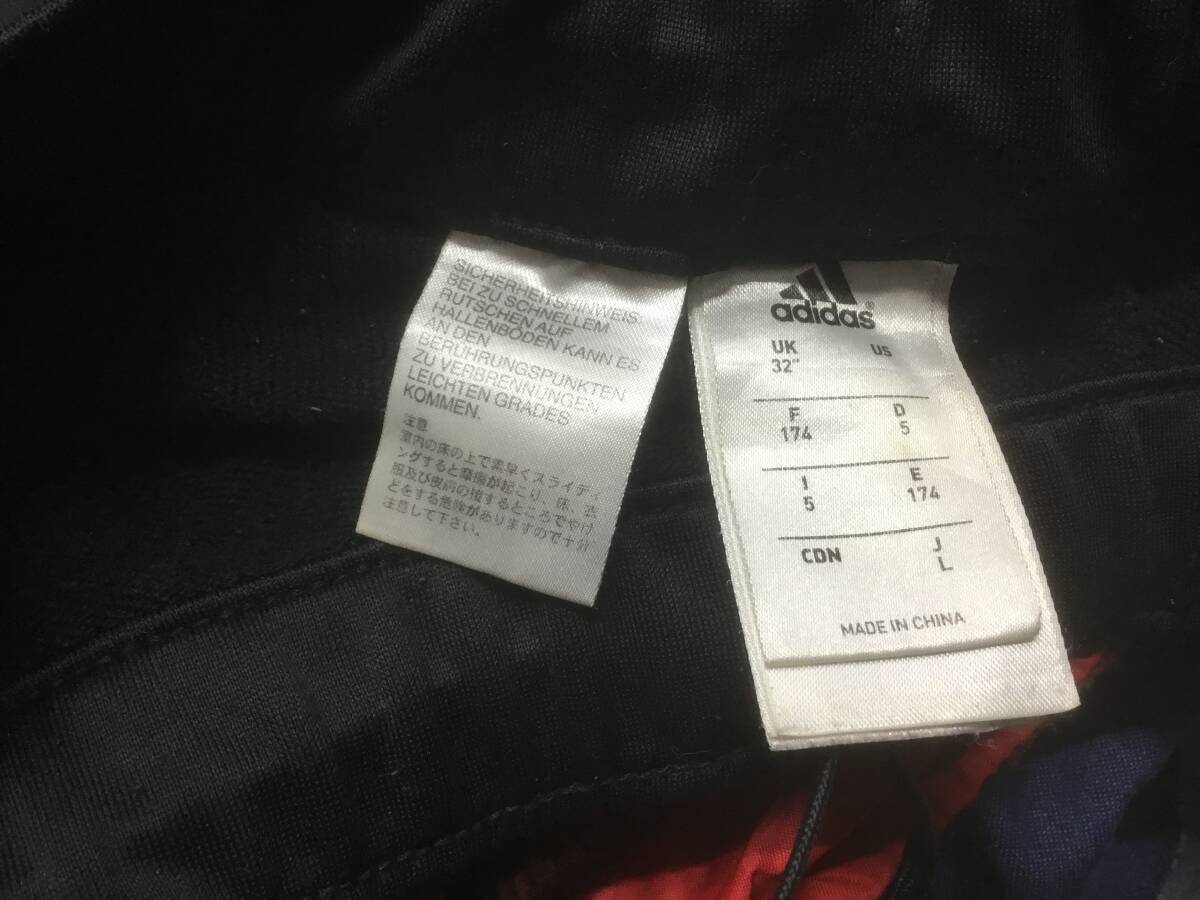 SICHERHEITSHINWEIS:
BEI ZU SCHNELLEM
RUTSCHEN AUF
HALLENBÖDEN KANN ES
AN DEN
BERÜHRUNGSPUNKTEN
ZU VERBRENNUNGEN
LEICHTEN GRADES
KOMMEN.
注意
室内の床の上で素早くスライディ
ングすると摩擦が起こり、床、衣
服及び皮膚の接するところでやけ
どをする危険がありますので十分
注意して下さい。
adidas®
UK US
32"
F D
174 5
I E
5 174
CDN J
L
MADE IN CHINA